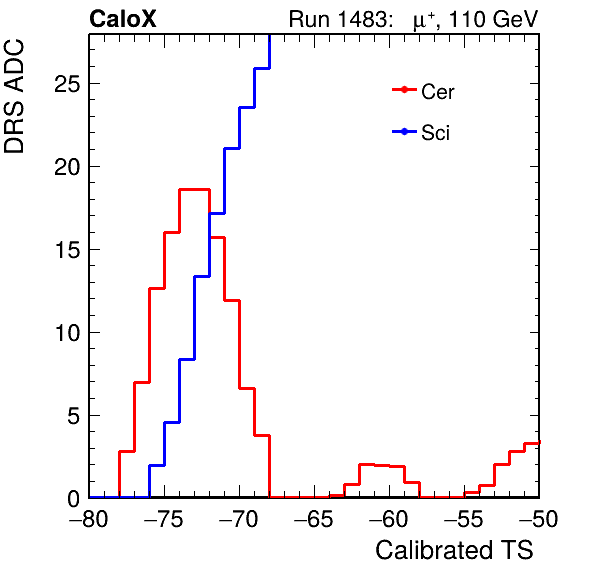 CaloX
Run 1483: μ⁺, 110 GeV
DRS ADC
25
20
15
10
5
0
Cer
Sci
−80 −75 −70 −65 −60 −55 −50
Calibrated TS